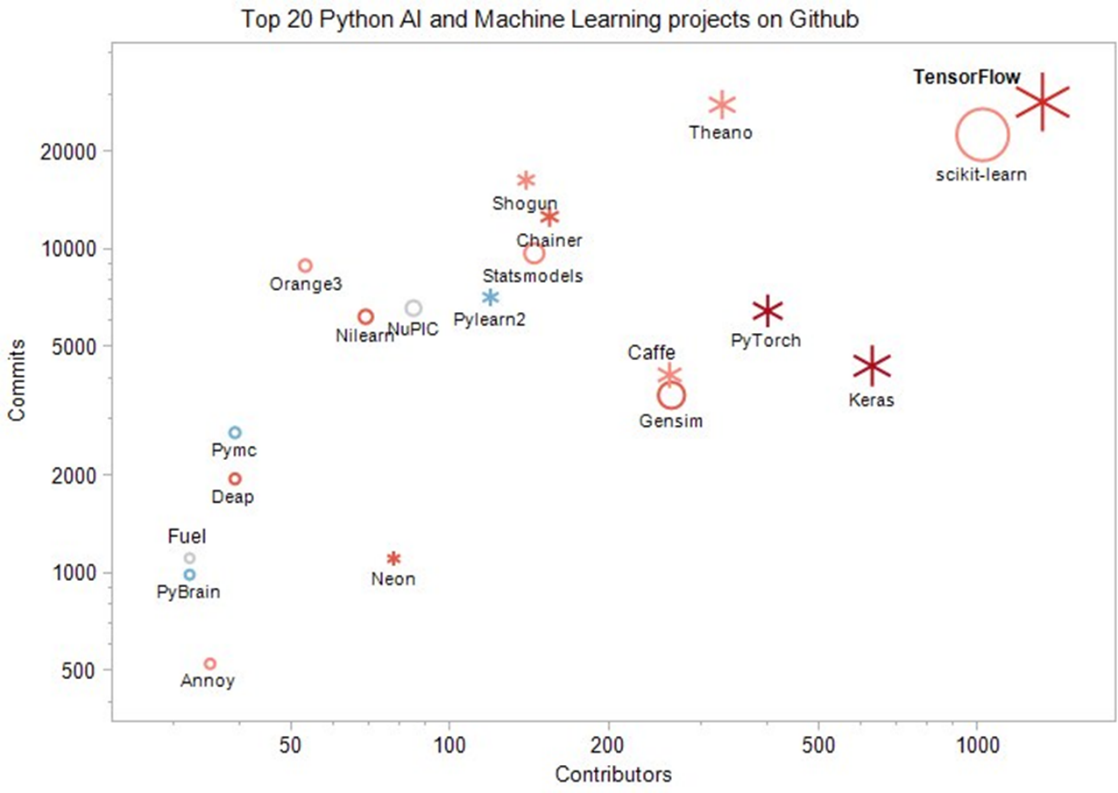 Top 20 Python AI and Machine Learning projects on Github
TensorFlow
Theano
20000
scikit-learn
Shogun
Chainer
10000
Statsmodels
Orange3
Pylearn2
NuPIC
Nilearn
PyTorch
5000
Caffe
Keras
Gensim
Commits
Pymc
2000
Deap
Fuel
1000
Neon
PyBrain
500
Annoy
50 100 200 500 1000
Contributors